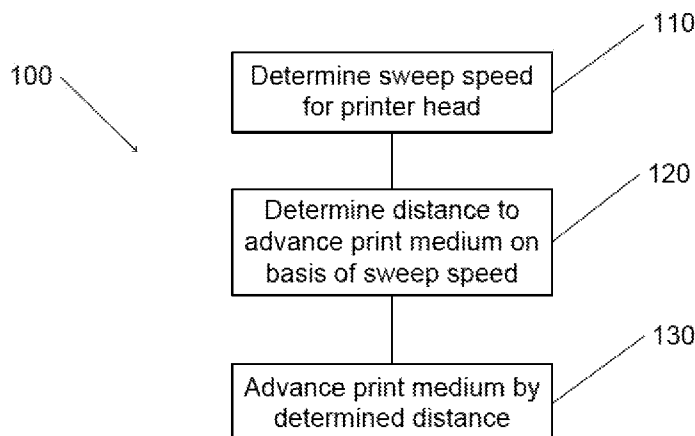 110
100
Determine sweep speed
for printer head
120
Determine distance to
advance print medium on
basis of sweep speed
130
Advance print medium by
determined distance